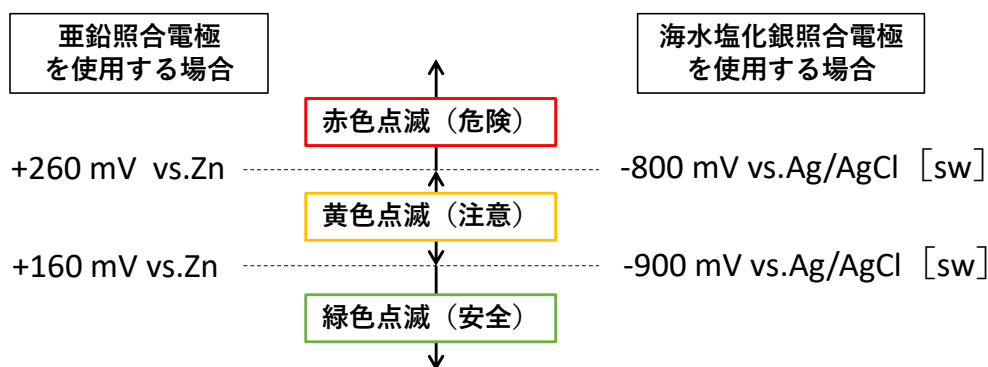 亜鉛照合電極
を使用する場合
海水塩化銀照合電極
を使用する場合
赤色点滅（危険）
+260 mV vs.Zn
-800 mV vs.Ag/AgCl［sw］
黄色点滅（注意）
+160 mV vs.Zn
-900 mV vs.Ag/AgCl［sw］
緑色点滅（安全）